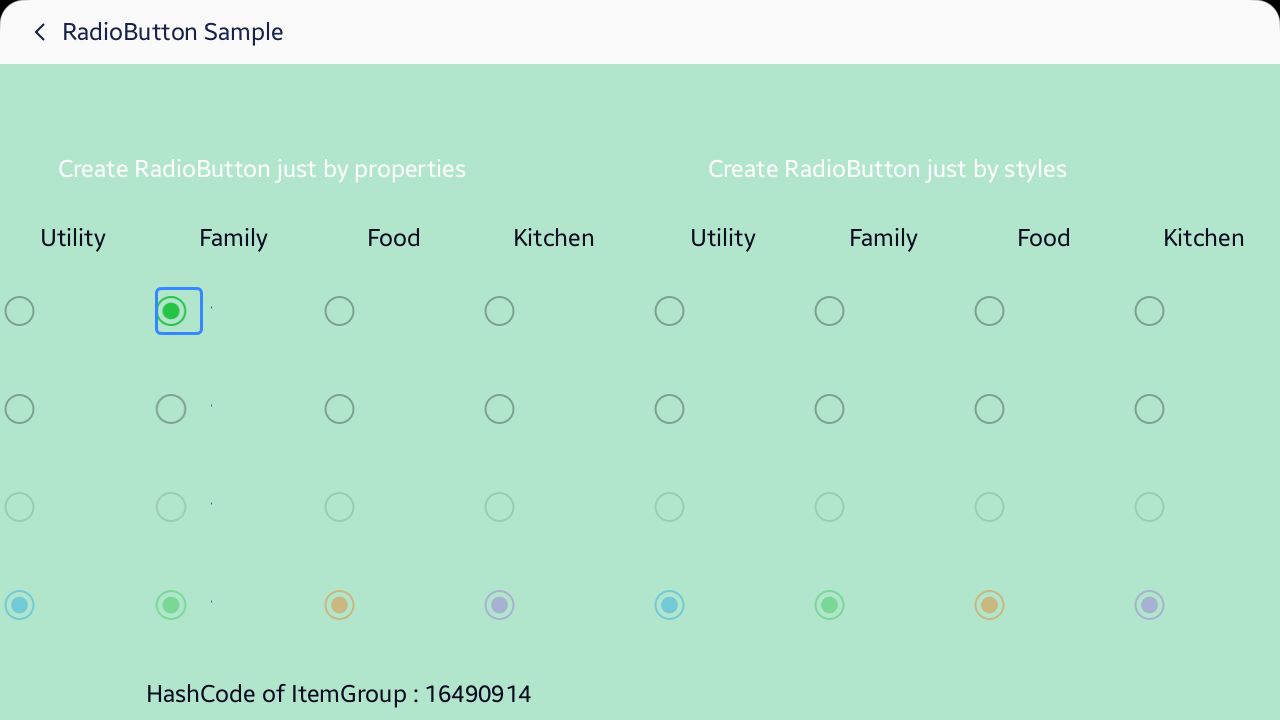 RadioButton Sample
Create RadioButton just by properties
Create RadioButton just by styles
Utility Family Food Kitchen Utility Family Food Kitchen
HashCode of ItemGroup : 16490914